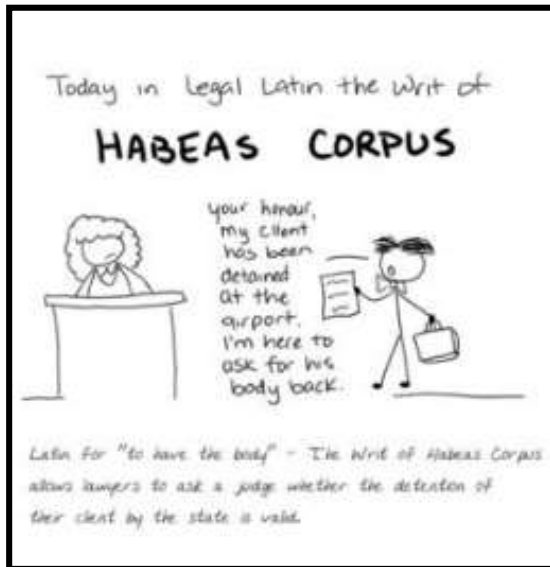 Today in Legal Latin the Writ of
HABEAS CORPUS
your honour,
my client
has been
detained
at the
airport.
I'm here to
ask for his
body back.
Latin for "to have the body" - The Writ of Habeas Corpus
allows lawyers to ask a judge whether the detention of
their client by the state is valid.